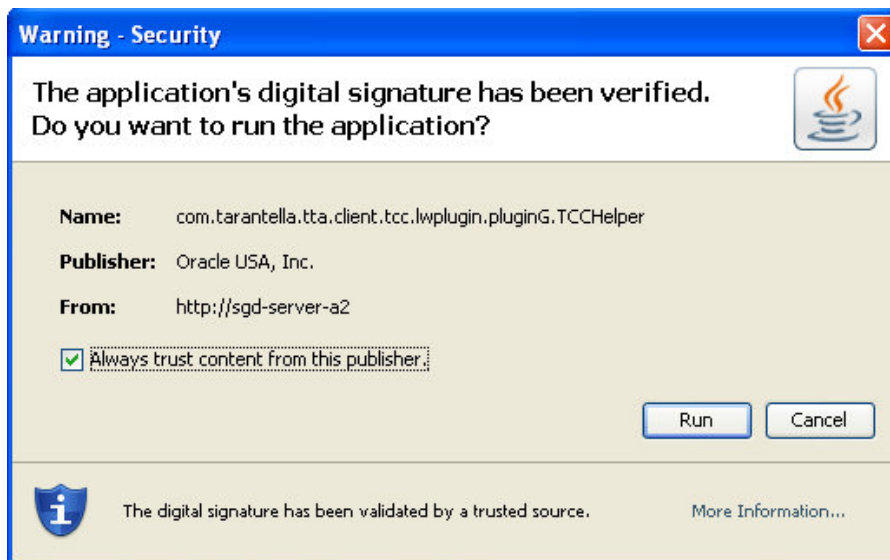 Warning - Security
The application's digital signature has been verified.
Do you want to run the application?
Name: com.tarantella.tta.client.tcc.lwplugin.pluginG.TCCHelper
Publisher: Oracle USA, Inc.
From: http://sgd-server-a2
Always trust content from this publisher.
Run Cancel
The digital signature has been validated by a trusted source. More Information...